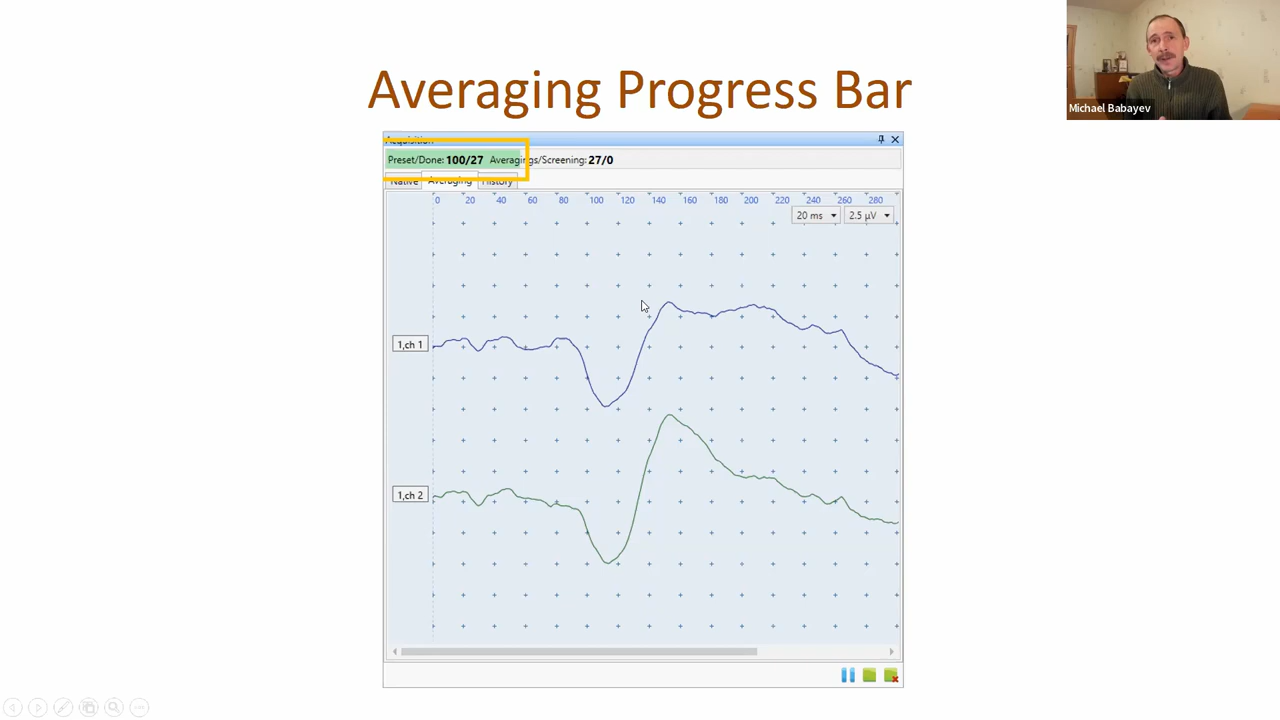 Averaging Progress Bar
Michael Babayev
Acquisition
Preset/Done: 100/27 Averagings/Screening: 27/0
Native Averaging History
0 20 40 60 80 100 120 140 160 180 200 220 240 260 280
20 ms 2.5 µV
1,ch 1
1,ch 2